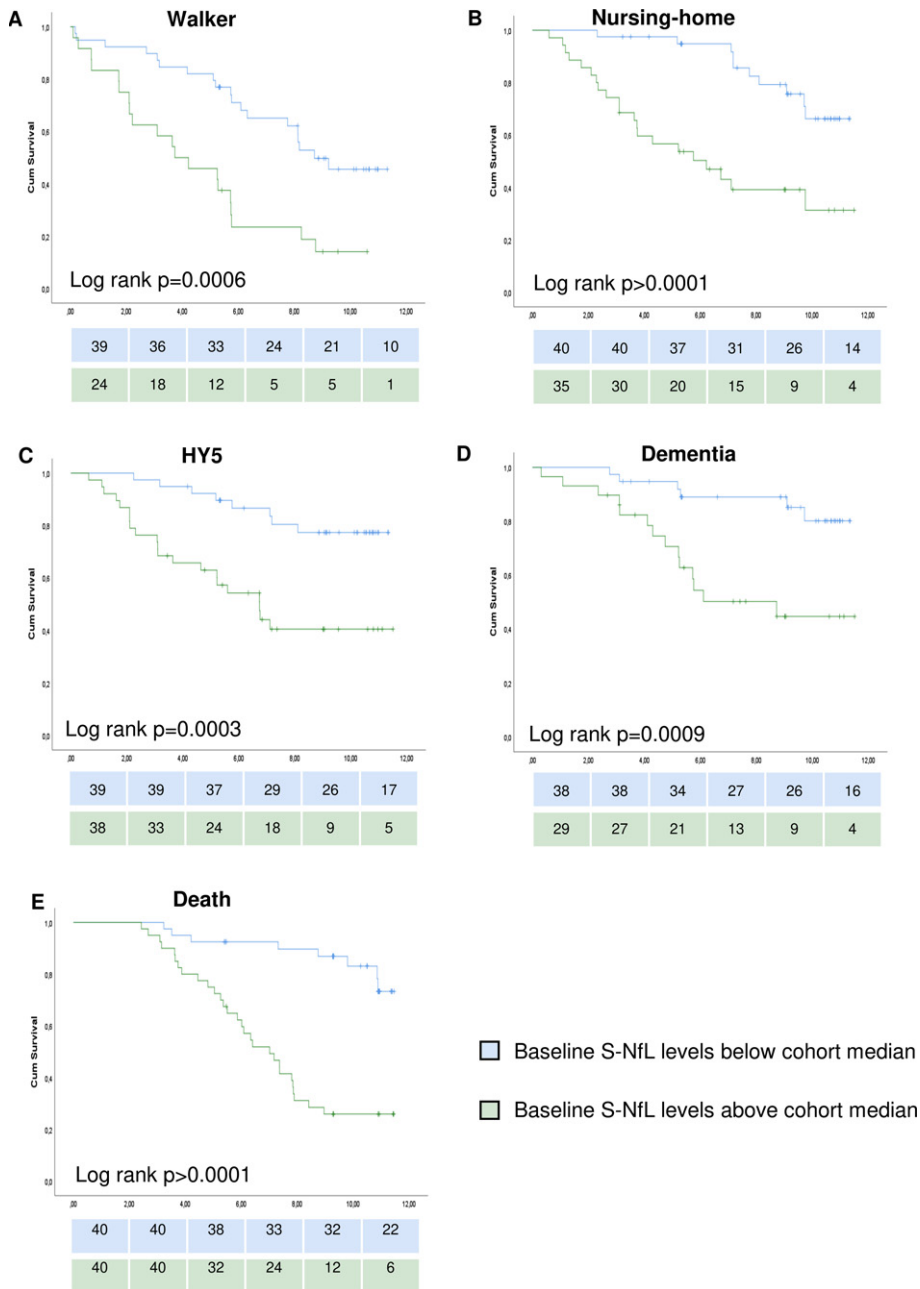 A
Walker
1,0
0,8
0,6
0,4
0,2
0,0
Cum Survival
Log rank p=0.0006
,00 2,00 4,00 6,00 8,00 10,00 12,00
39 36 33 24 21 10
24 18 12 5 5 1
B
Nursing-home
1,0
0,8
0,6
0,4
0,2
0,0
Cum Survival
Log rank p>0.0001
,00 2,00 4,00 6,00 8,00 10,00 12,00
40 40 37 31 26 14
35 30 20 15 9 4
C
HY5
1,0
0,8
0,6
0,4
0,2
0,0
Cum Survival
Log rank p=0.0003
,00 2,00 4,00 6,00 8,00 10,00 12,00
39 39 37 29 26 17
38 33 24 18 9 5
D
Dementia
1,0
0,8
0,6
0,4
0,2
0,0
Cum Survival
Log rank p=0.0009
,00 2,00 4,00 6,00 8,00 10,00 12,00
38 38 34 27 26 16
29 27 21 13 9 4
E
Death
1,0
0,8
0,6
0,4
0,2
0,0
Cum Survival
Log rank p>0.0001
,00 2,00 4,00 6,00 8,00 10,00 12,00
40 40 38 33 32 22
40 40 32 24 12 6
Baseline S-NfL levels below cohort median
Baseline S-NfL levels above cohort median